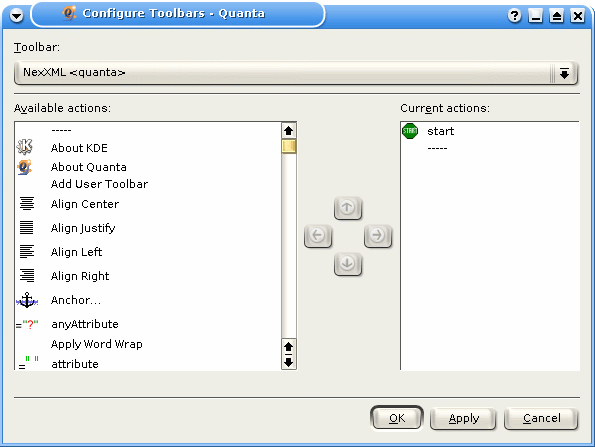 Configure Toolbars - Quanta
Toolbar:
NexXML <quanta>
Available actions:
-----
About KDE
About Quanta
Add User Toolbar
Align Center
Align Justify
Align Left
Align Right
Anchor...
="?" anyAttribute
Apply Word Wrap
=" " attribute
Current actions:
START start
-----
OK
Apply
Cancel